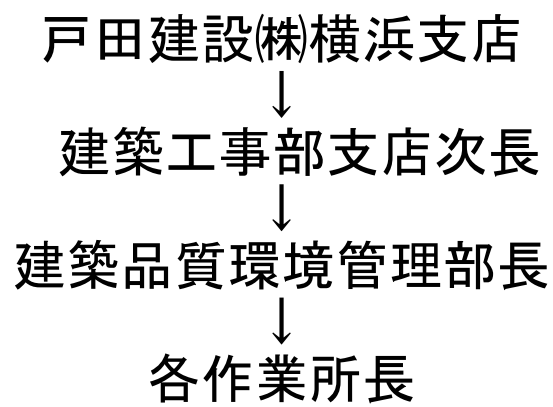 戸田建設㈱横浜支店
↓
建築工事部支店次長
↓
建築品質環境管理部長
↓
各作業所長